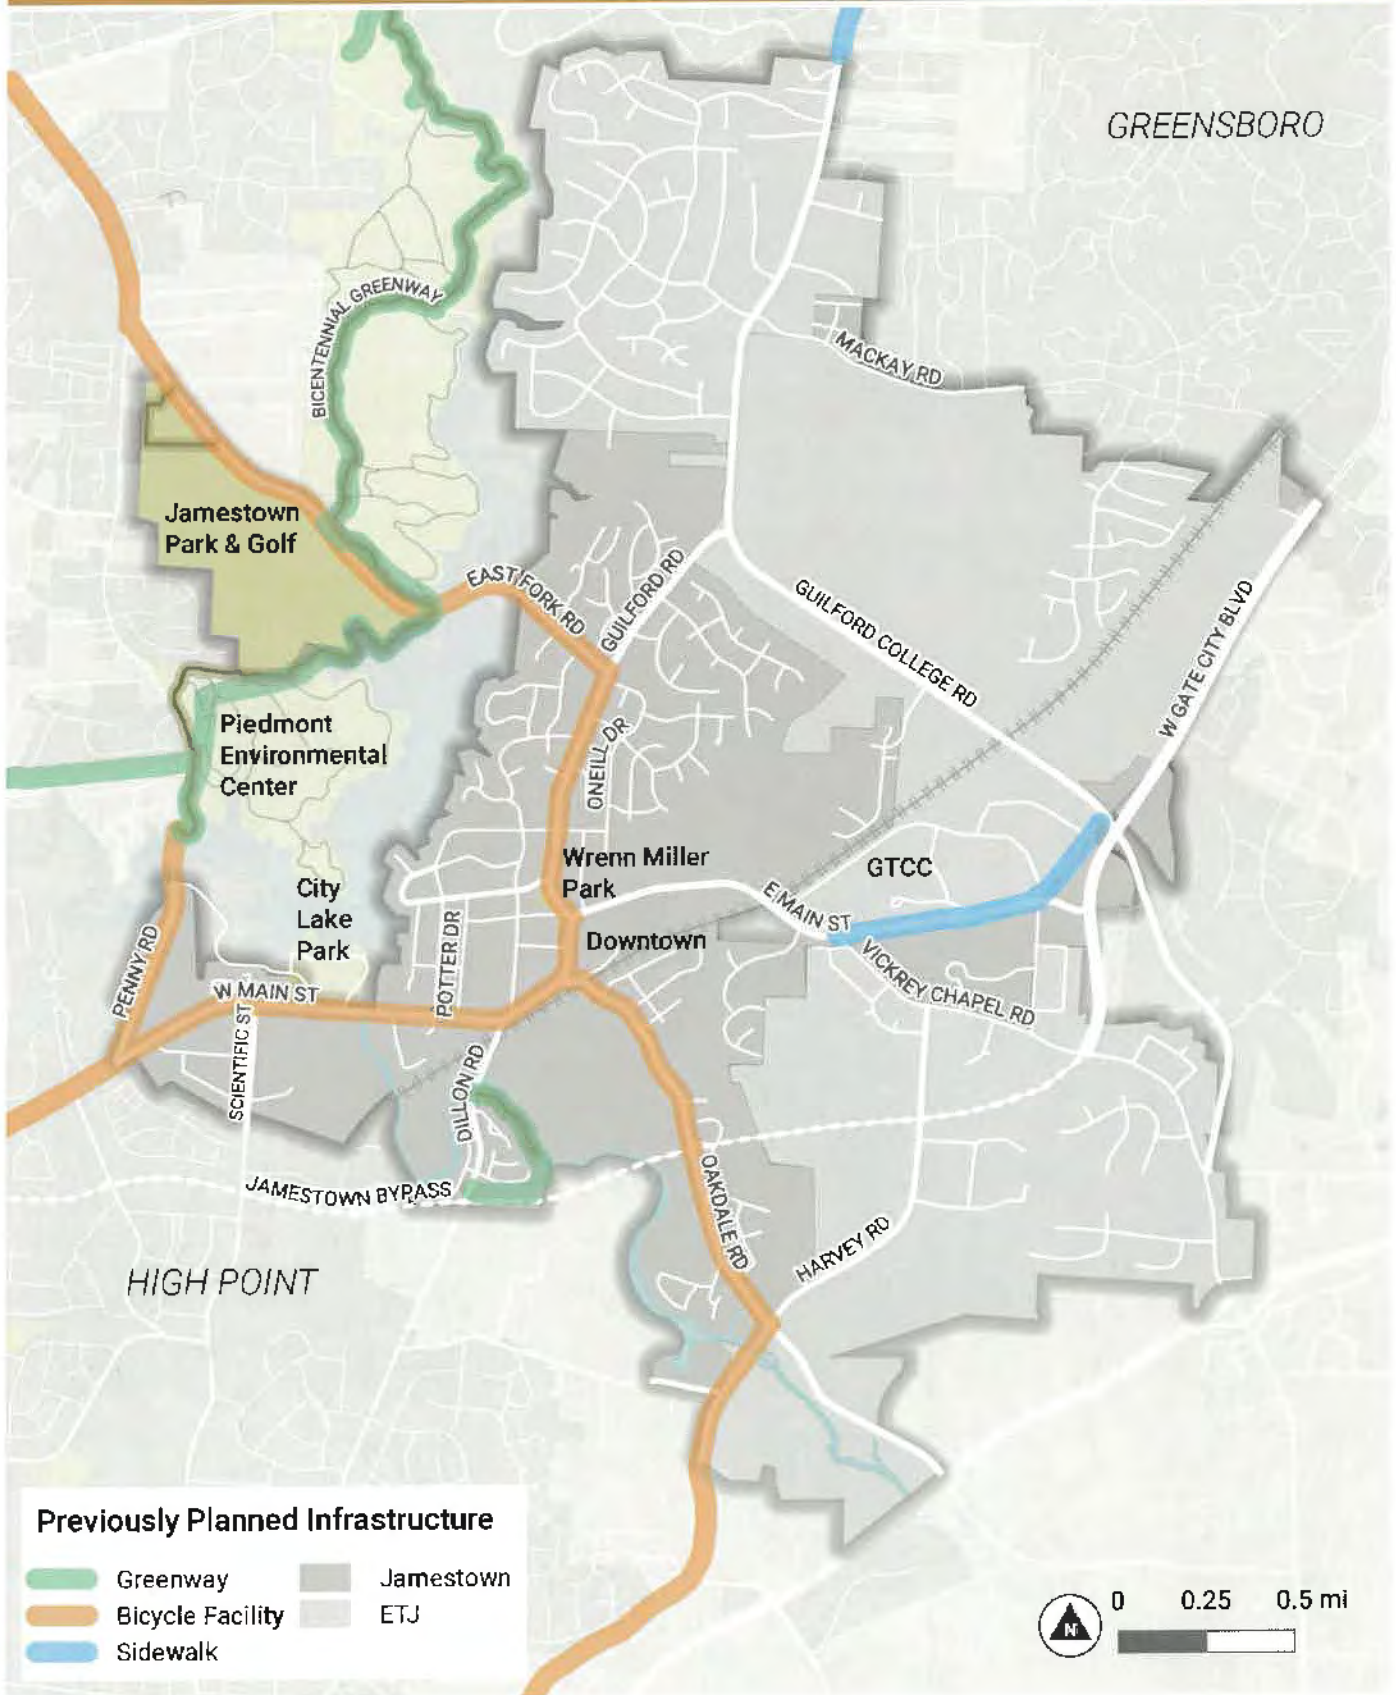 GREENSBORO
BICENTENNIAL GREENWAY
MACKAY RD
Jamestown
Park & Golf
EAST FORK RD
GUILFORD RD
GUILFORD COLLEGE RD
W GATE CITY BLVD
Piedmont
Environmental
Center
ONEILL DR
Wrenn Miller
Park
GTCC
City
Lake
Park
E MAIN ST
POTTER DR
Downtown
PENNY RD
VICKREY CHAPEL RD
W MAIN ST
SCIENTIFIC ST
DILLON RD
JAMESTOWN BYPASS
OAKDALE RD
HARVEY RD
HIGH POINT
Previously Planned Infrastructure
Greenway
Jamestown
Bicycle Facility
ETJ
Sidewalk
N
0 0.25 0.5 mi